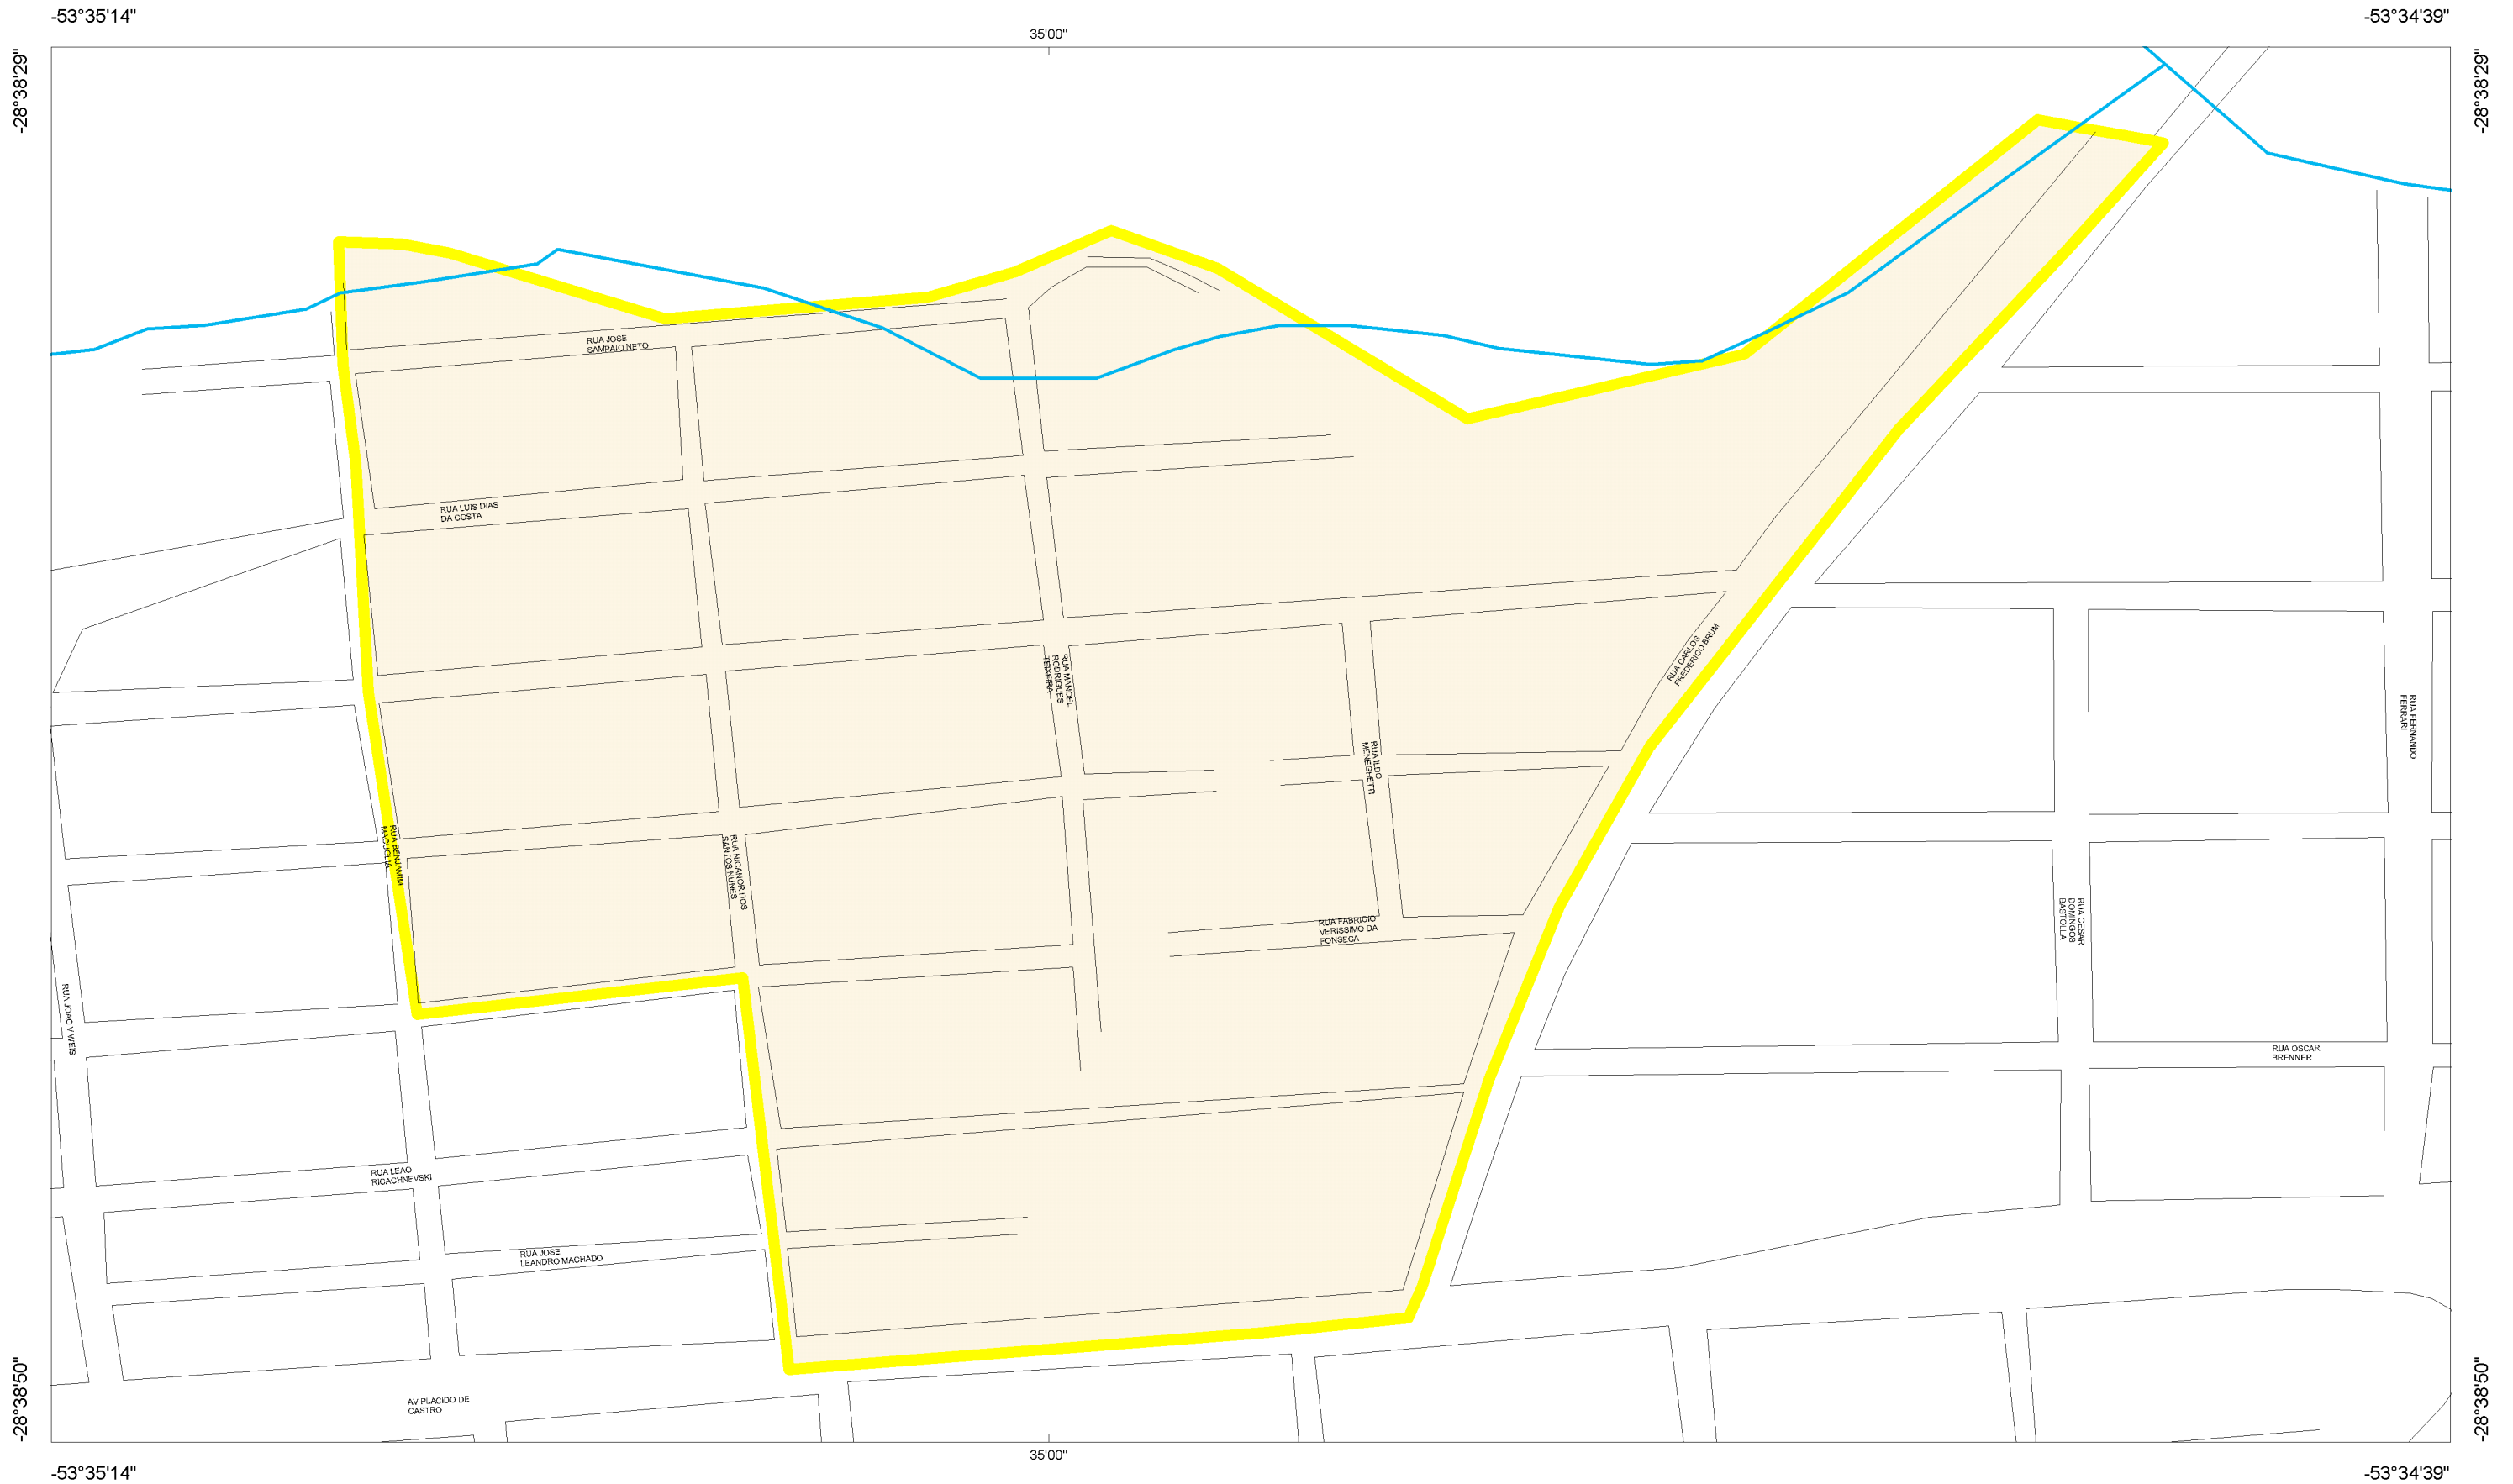 -53°35'14"
-53°34'39"
35'00"
-28°38'29"
-28°38'29"
RUA JOSE
SAMPAIO NETO
RUA LUIS DIAS
DA COSTA
RUA CARLOS
FREDERICO BRUM
RUA MANOEL
RODRIGUES
TEIXEIRA
RUA FERNANDO
FERRARI
RUA ILDO
MENEGHETTI
RUA BENJAMIM
MACUGLIA
RUA NICANOR DOS
SANTOS NUNES
RUA FABRICIO
VERISSIMO DA
FONSECA
RUA CESAR
DOMINGOS
BASTOLLA
RUA JOAO V WEIS
RUA OSCAR
BRENNER
RUA LEAO
RICACHNEVSKI
RUA JOSE
LEANDRO MACHADO
AV PLACIDO DE
CASTRO
-28°38'50"
-28°38'50"
35'00"
-53°35'14"
-53°34'39"